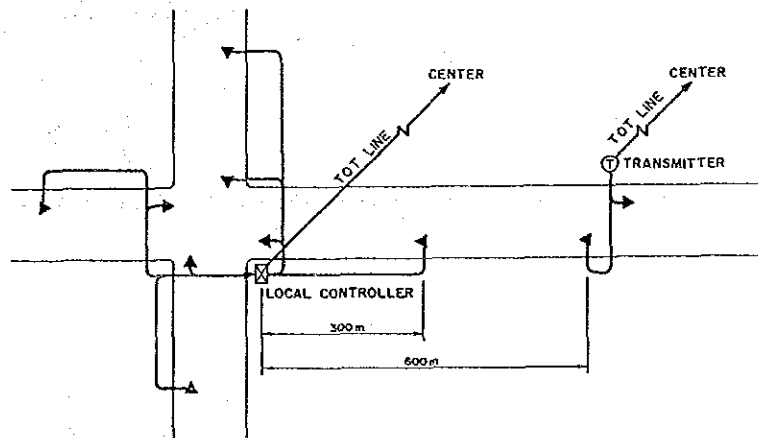 CENTER
CENTER
TOT LINE
TOT LINE
T
TRANSMITTER
LOCAL CONTROLLER
300m
600m